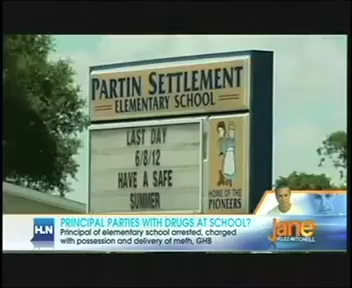 PARTIN SETTLEMENT
ELEMENTARY SCHOOL
LAST DAY
6/8/12
HAVE A SAFE
SUMMER
HOME OF THE
PIONEERS
HLN
PRINCIPAL PARTIES WITH DRUGS AT SCHOOL?
Principal of elementary school arrested, charged
with possession and delivery of meth, GHB
Jane
VELEZ-MITCHELL